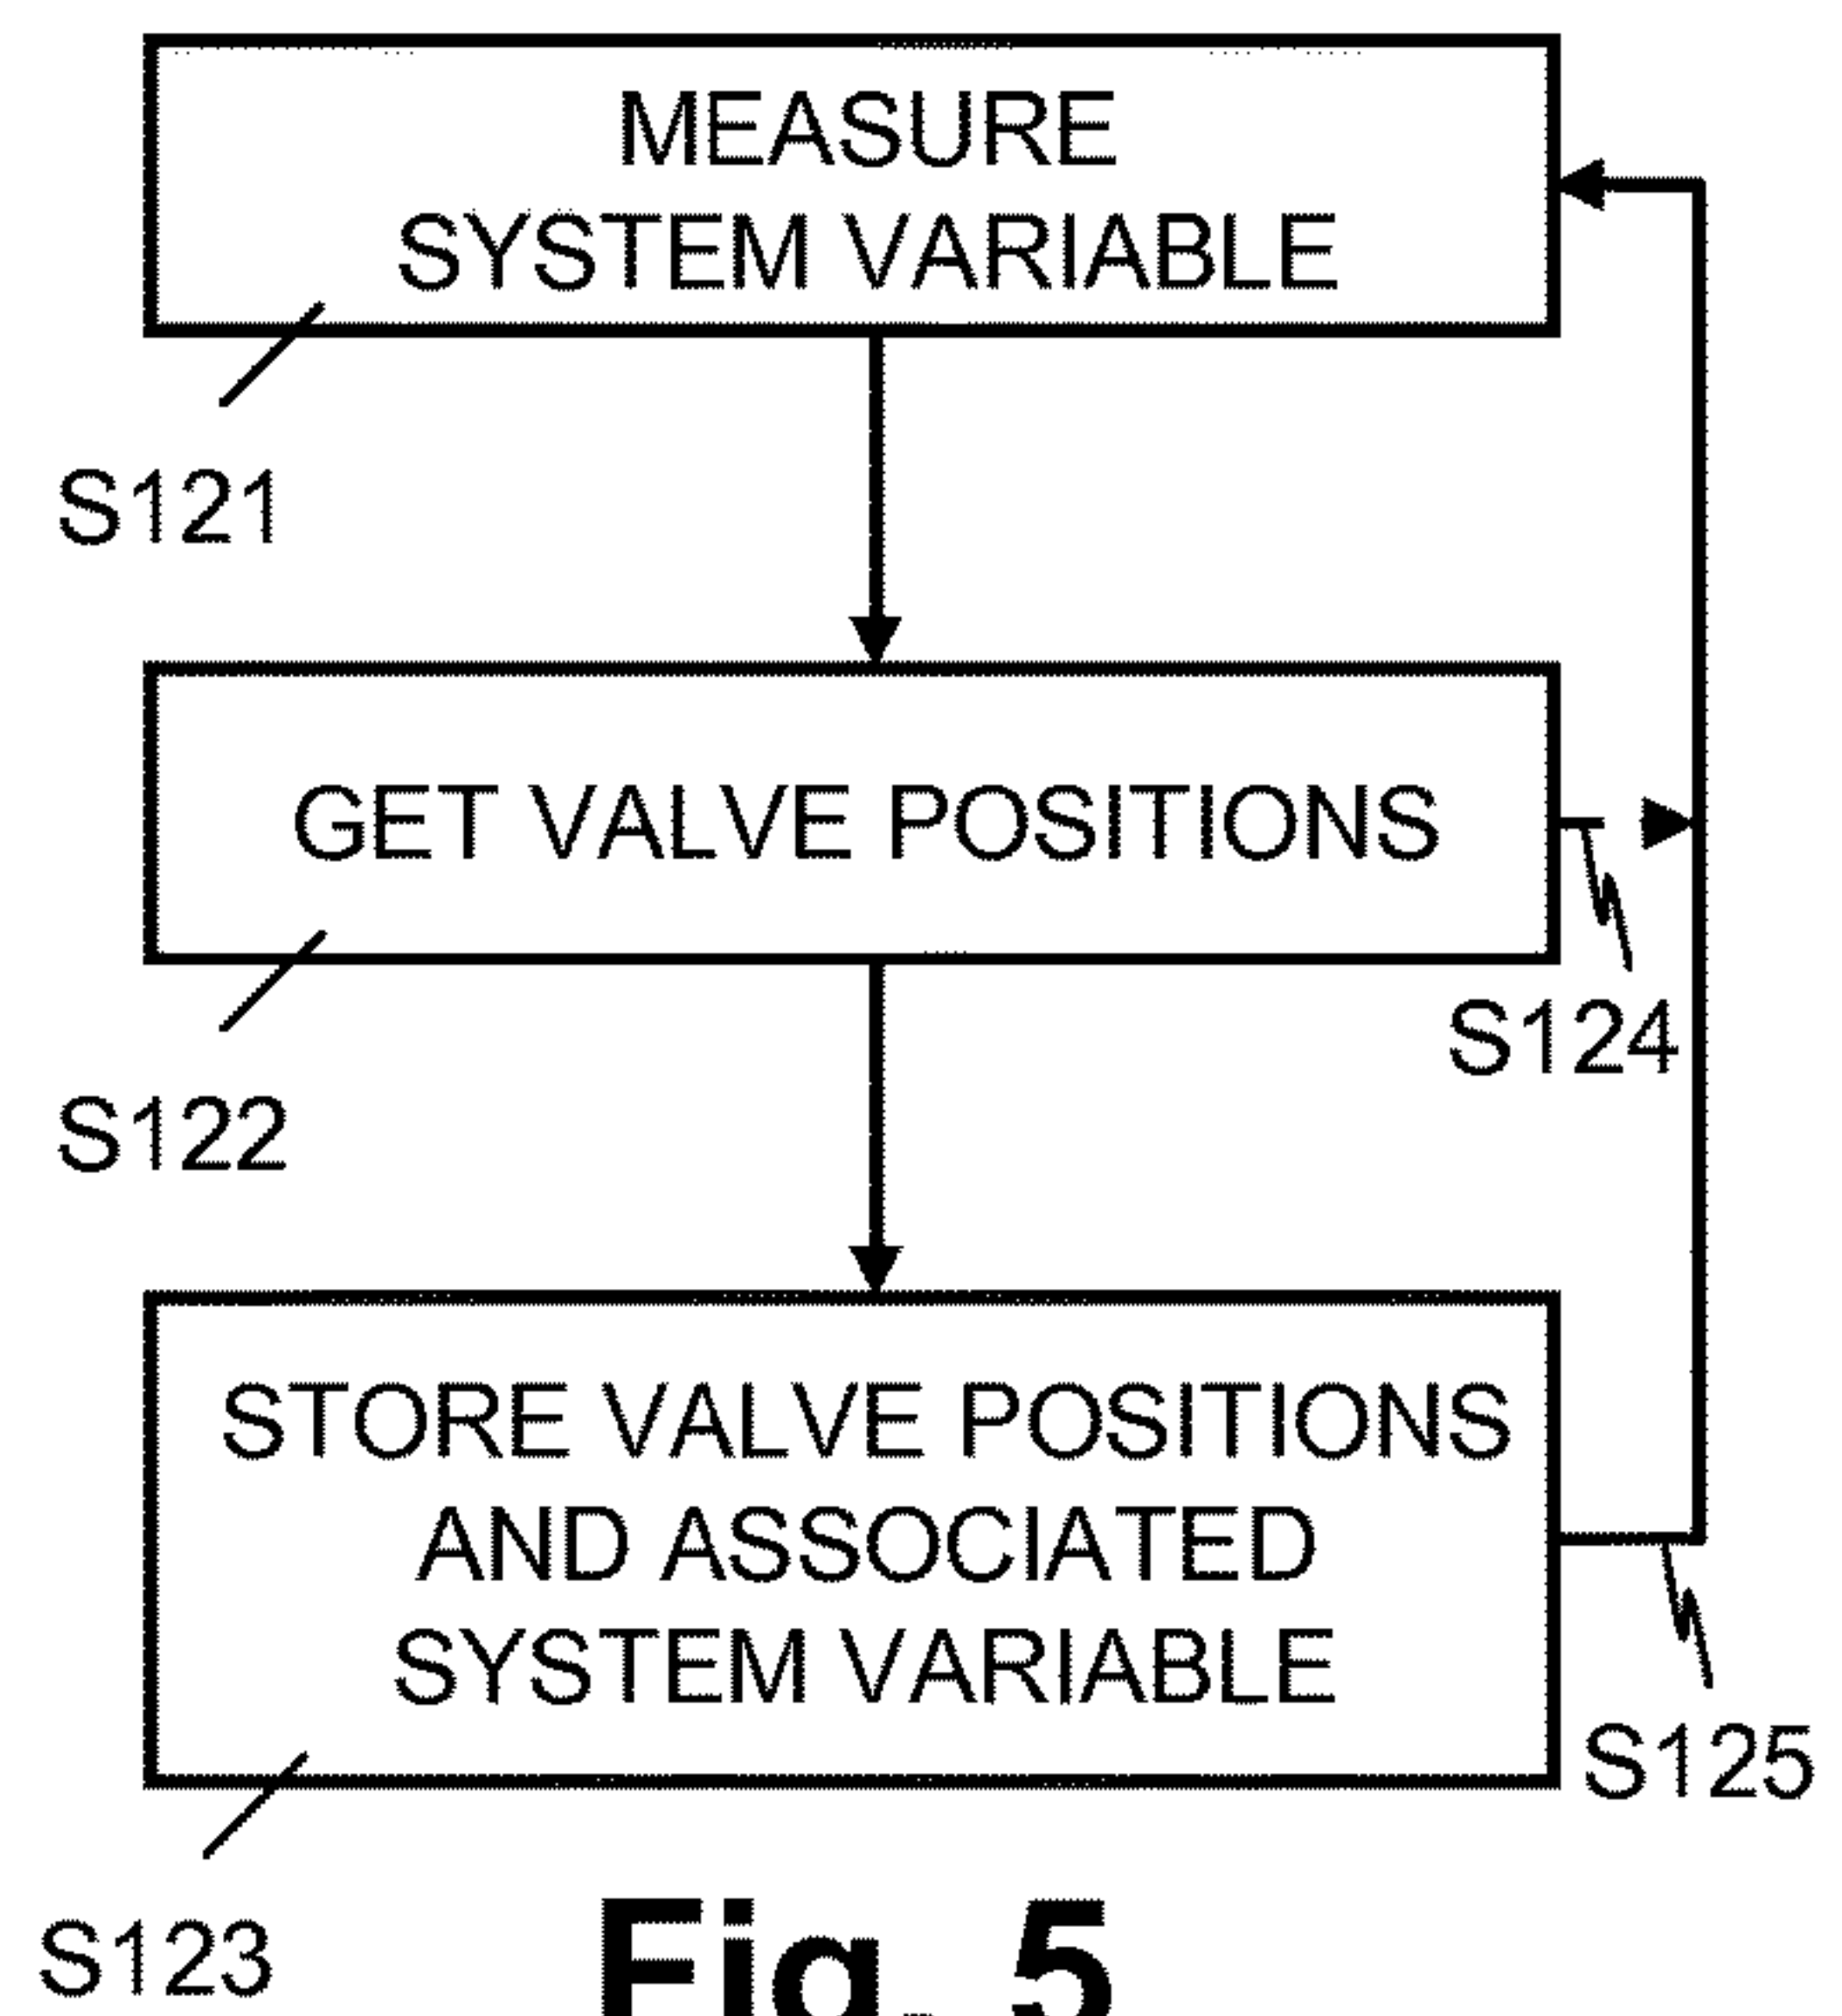 MEASURE
SYSTEM VARIABLE
S121
GET VALVE POSITIONS
S124
S122
STORE VALVE POSITIONS
AND ASSOCIATED
SYSTEM VARIABLE
S125
S123
Fig. 5